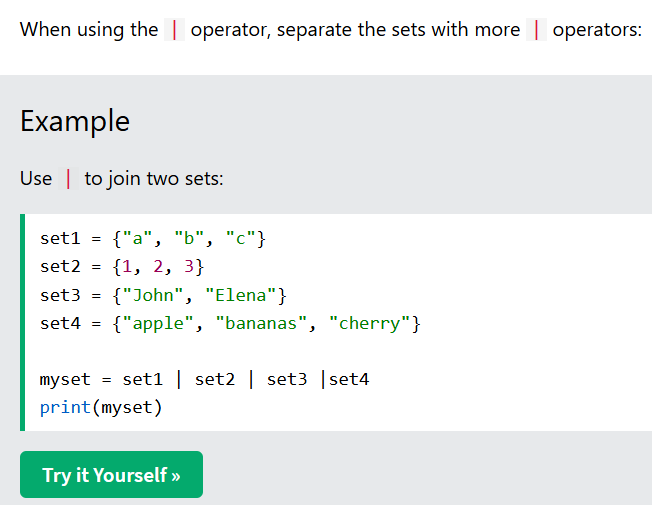 When using the | operator, separate the sets with more | operators:
Example
Use | to join two sets:
set1 = {"a", "b", "c"}
set2 = {1, 2, 3}
set3 = {"John", "Elena"}
set4 = {"apple", "bananas", "cherry"}
myset = set1 | set2 | set3 |set4
print(myset)
Try it Yourself »